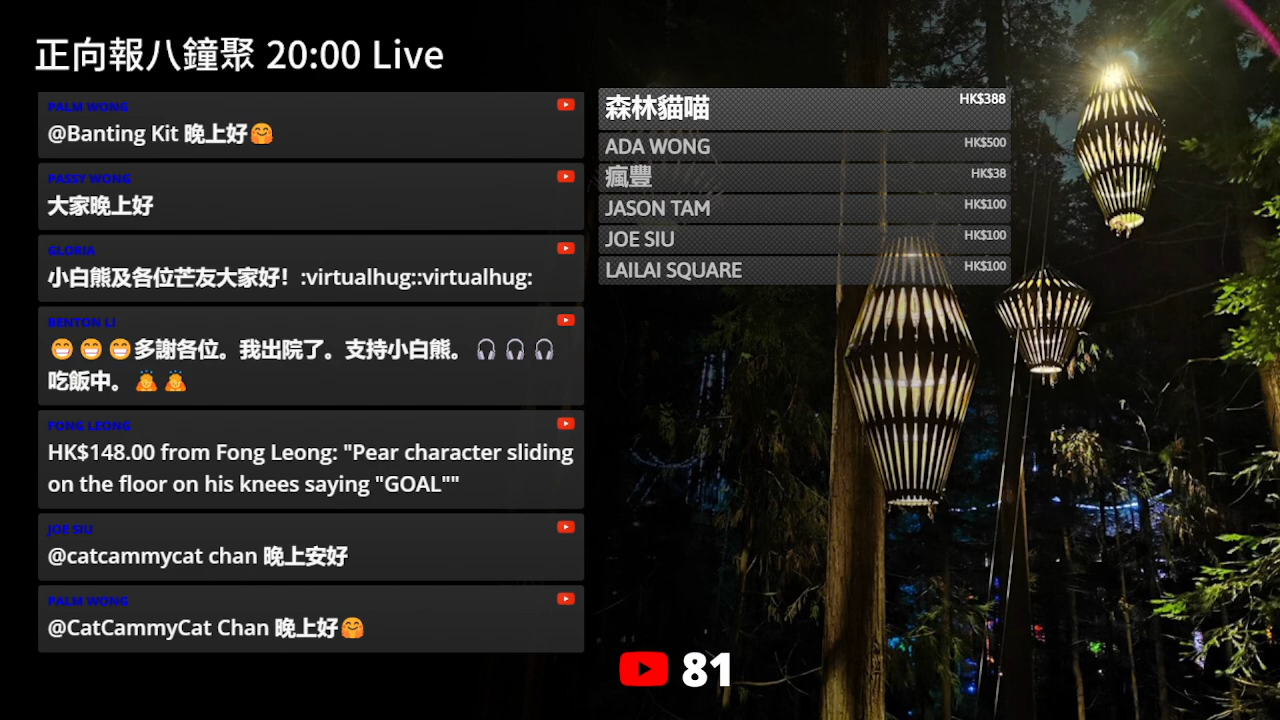 正向報八鐘聚 20:00 Live
PALM WONG
@Banting Kit 晚上好🤗
PASSY WONG
大家晚上好
GLORIA
小白熊及各位芒友大家好！:virtualhug::virtualhug:
BENTON LI
😁😁😁多謝各位。我出院了。支持小白熊。🎧🎧🎧
吃飯中。🙇🙇
FONG LEONG
HK$148.00 from Fong Leong: "Pear character sliding
on the floor on his knees saying "GOAL""
JOE SIU
@catcammycat chan 晚上安好
PALM WONG
@CatCammyCat Chan 晚上好🤗
森林貓喵 HK$388
ADA WONG HK$500
瘋豐 HK$38
JASON TAM HK$100
JOE SIU HK$100
LAILAI SQUARE HK$100
81